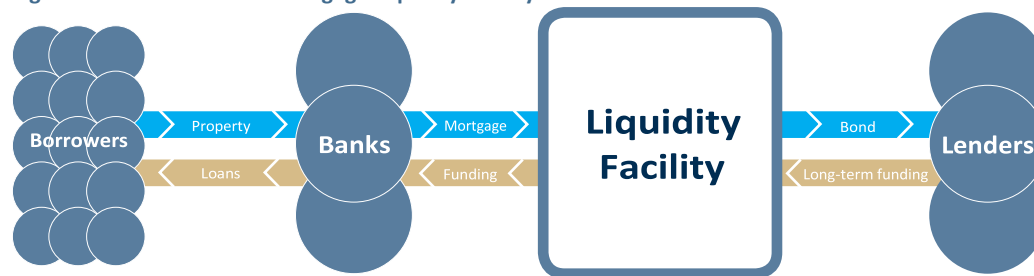 Borrowers
Property
Loans
Banks
Mortgage
Funding
Liquidity
Facility
Bond
Long-term funding
Lenders